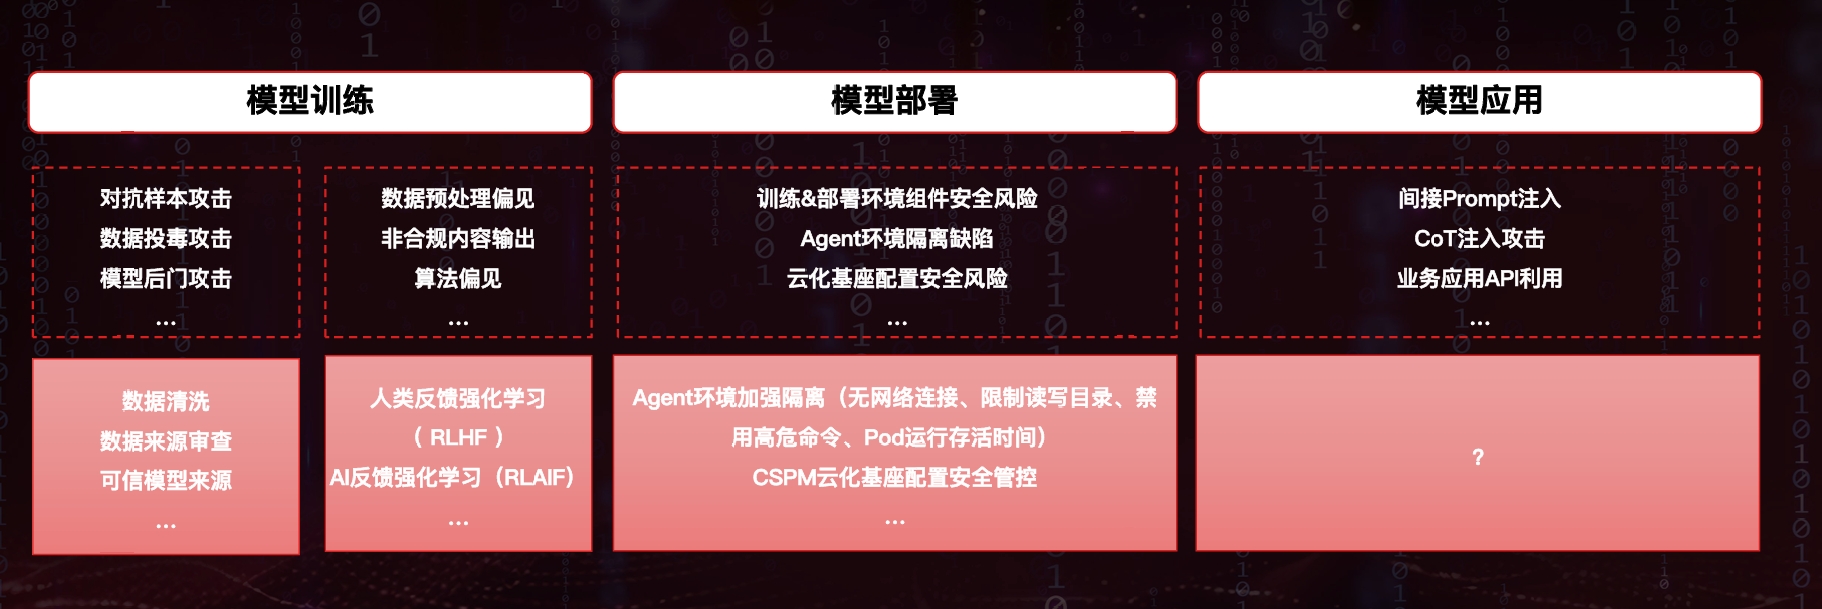 模型训练
对抗样本攻击
数据投毒攻击
模型后门攻击
...
数据预处理偏见
非合规内容输出
算法偏见
...
数据清洗
数据来源审查
可信模型来源
...
人类反馈强化学习
（ RLHF ）
AI反馈强化学习（RLAIF）
...
模型部署
训练&部署环境组件安全风险
Agent环境隔离缺陷
云化基座配置安全风险
...
Agent环境加强隔离（无网络连接、限制读写目录、禁
用高危命令、Pod运行存活时间）
CSPM云化基座配置安全管控
...
模型应用
间接Prompt注入
CoT注入攻击
业务应用API利用
...
？